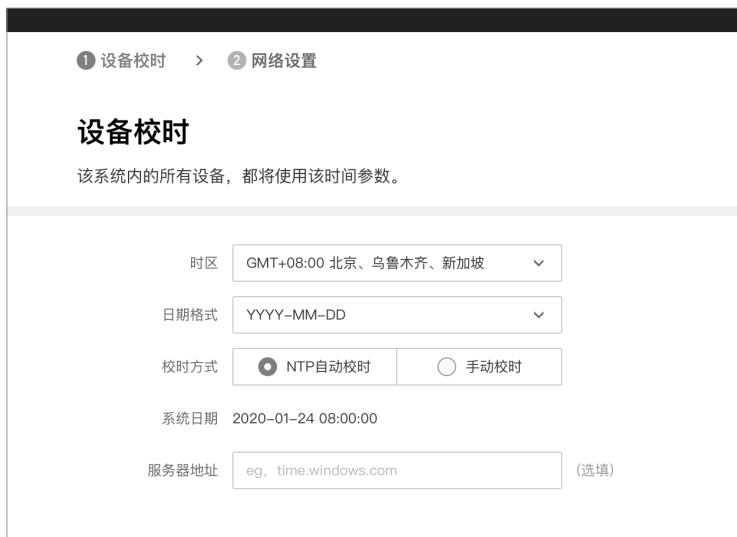 1 设备校时 > 2 网络设置
设备校时
该系统内的所有设备，都将使用该时间参数。
时区 GMT+08:00 北京、乌鲁木齐、新加坡
日期格式 YYYY-MM-DD
校时方式 NTP自动校时 手动校时
系统日期 2020-01-24 08:00:00
服务器地址 eg, time.windows.com (选填)